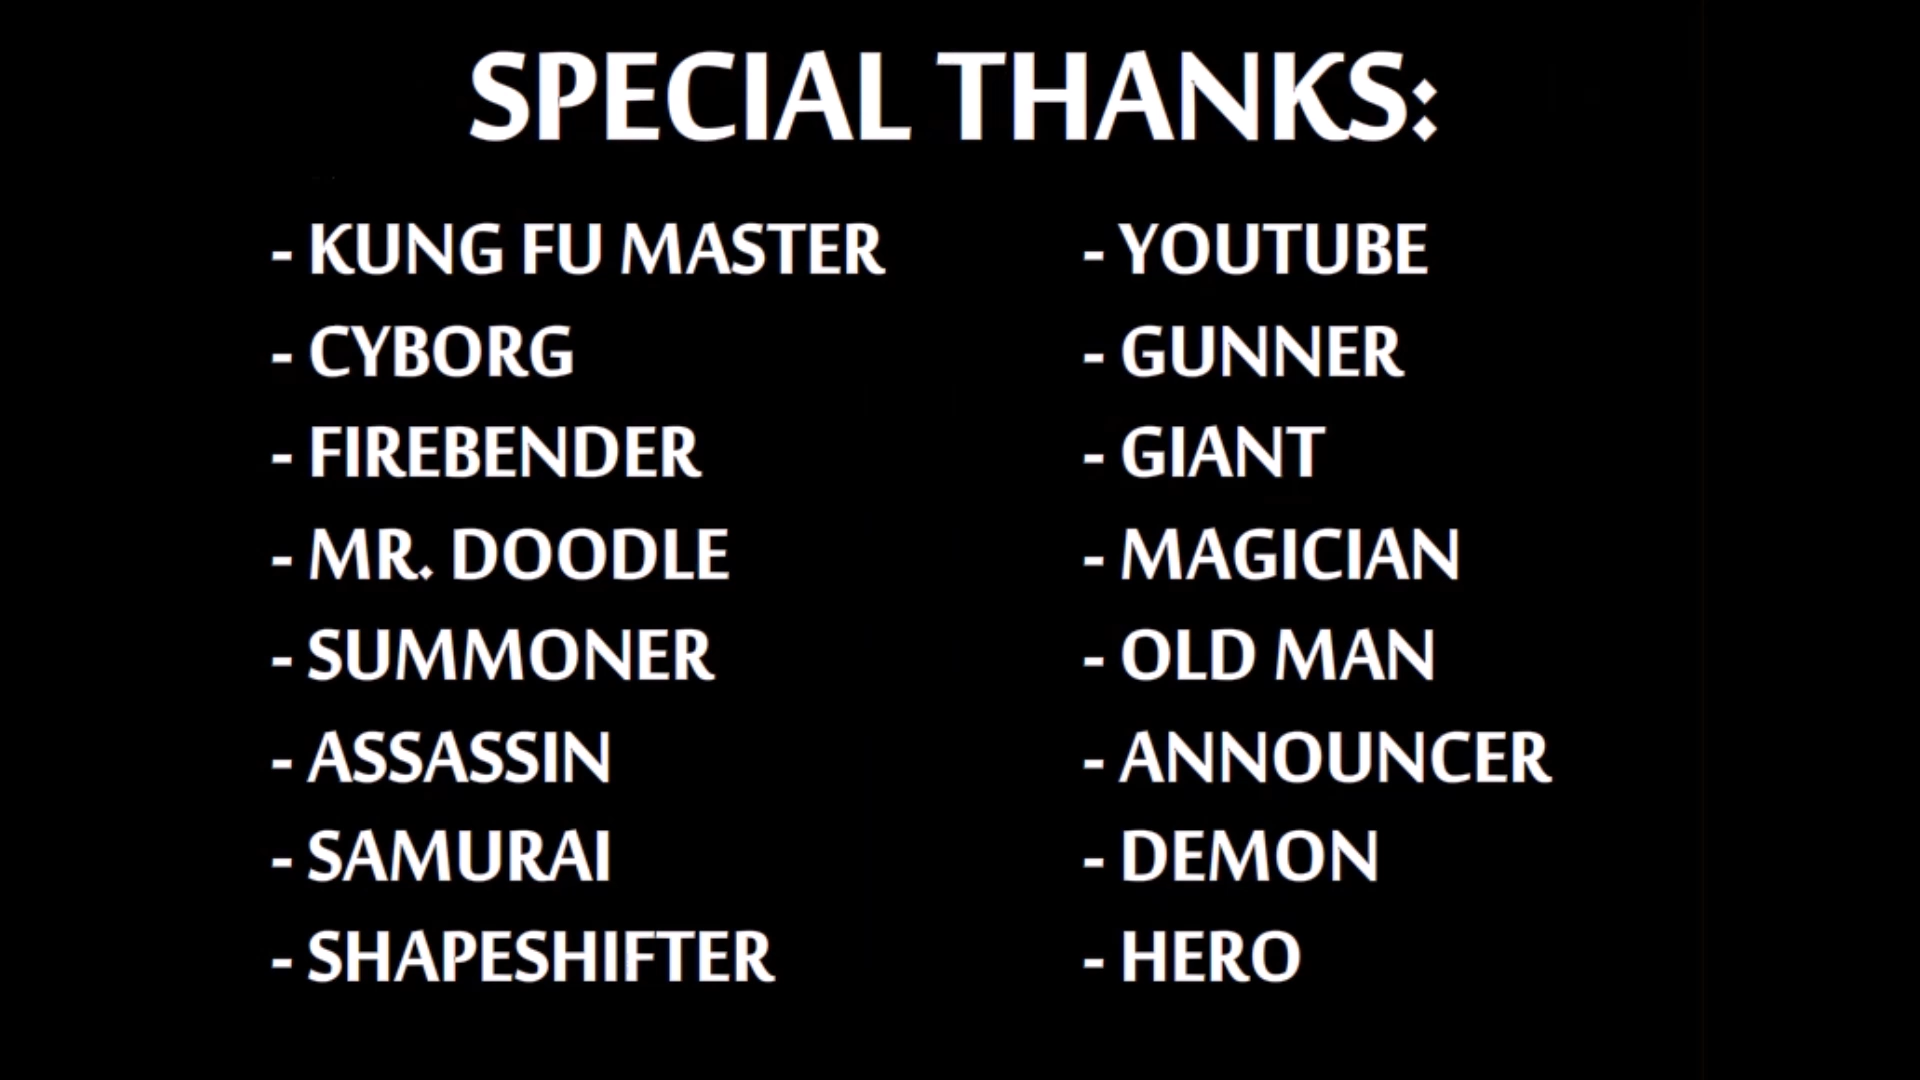 SPECIAL THANKS:
- KUNG FU MASTER
- CYBORG
- FIREBENDER
- MR. DOODLE
- SUMMONER
- ASSASSIN
- SAMURAI
- SHAPESHIFTER
- YOUTUBE
- GUNNER
- GIANT
- MAGICIAN
- OLD MAN
- ANNOUNCER
- DEMON
- HERO